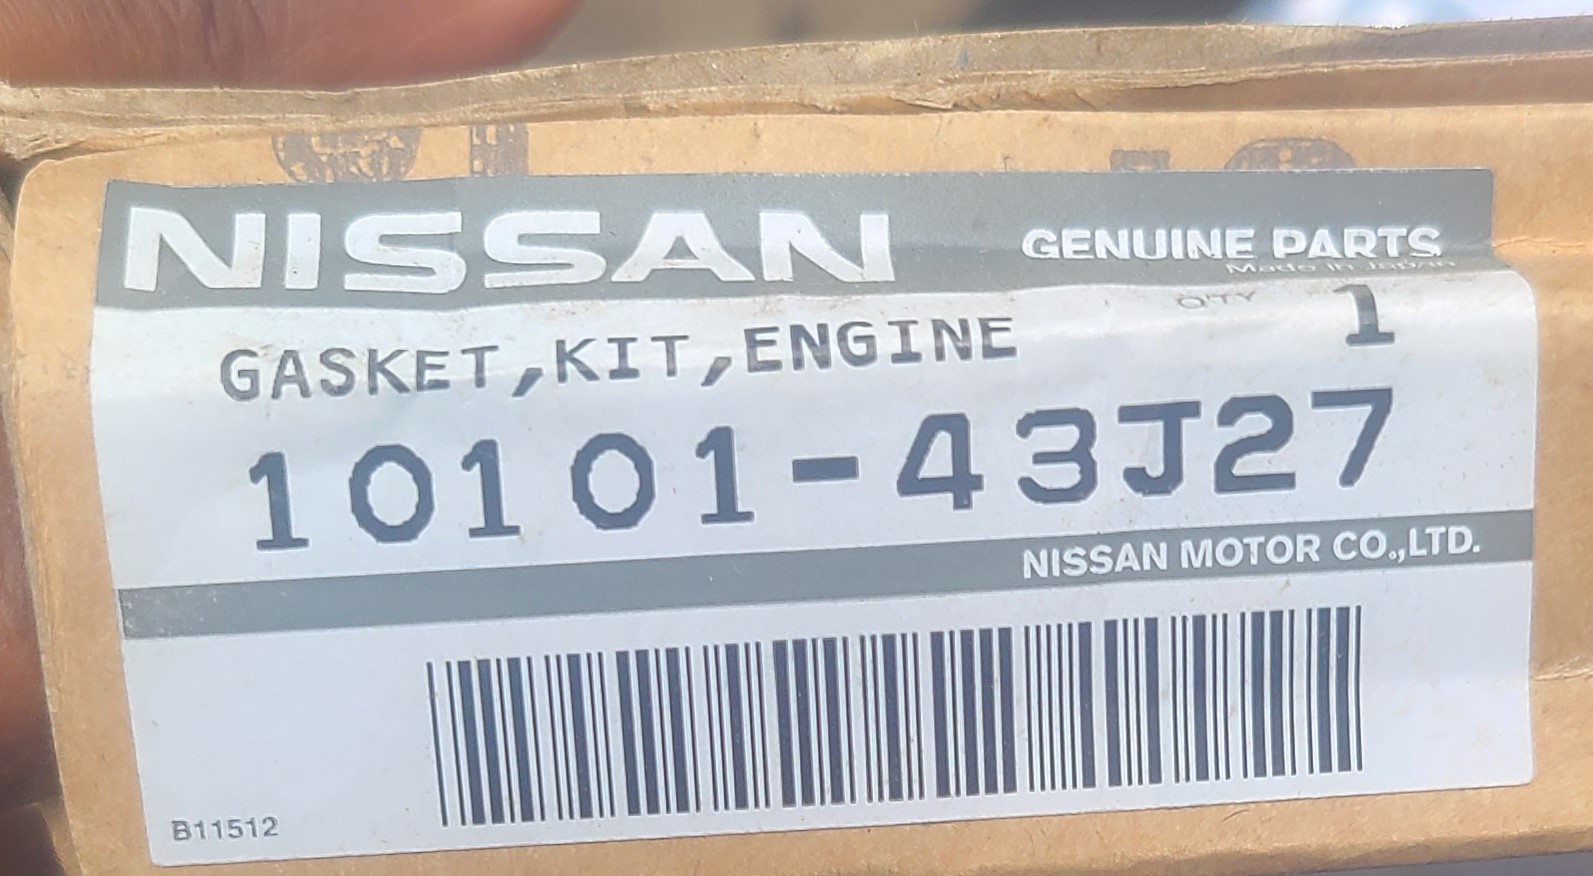 NISSAN
GENUINE PARTS
Made in Japan
Q'TY 1
GASKET,KIT,ENGINE
10101-43J27
NISSAN MOTOR CO.,LTD.
B11512